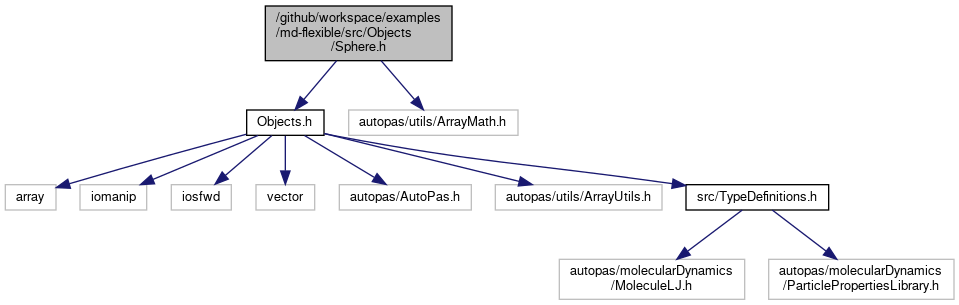 /github/workspace/examples
/md-flexible/src/Objects
/Sphere.h
Objects.h
autopas/utils/ArrayMath.h
array
iomanip
iosfwd
vector
autopas/AutoPas.h
autopas/utils/ArrayUtils.h
src/TypeDefinitions.h
autopas/molecularDynamics
/MoleculeLJ.h
autopas/molecularDynamics
/ParticlePropertiesLibrary.h